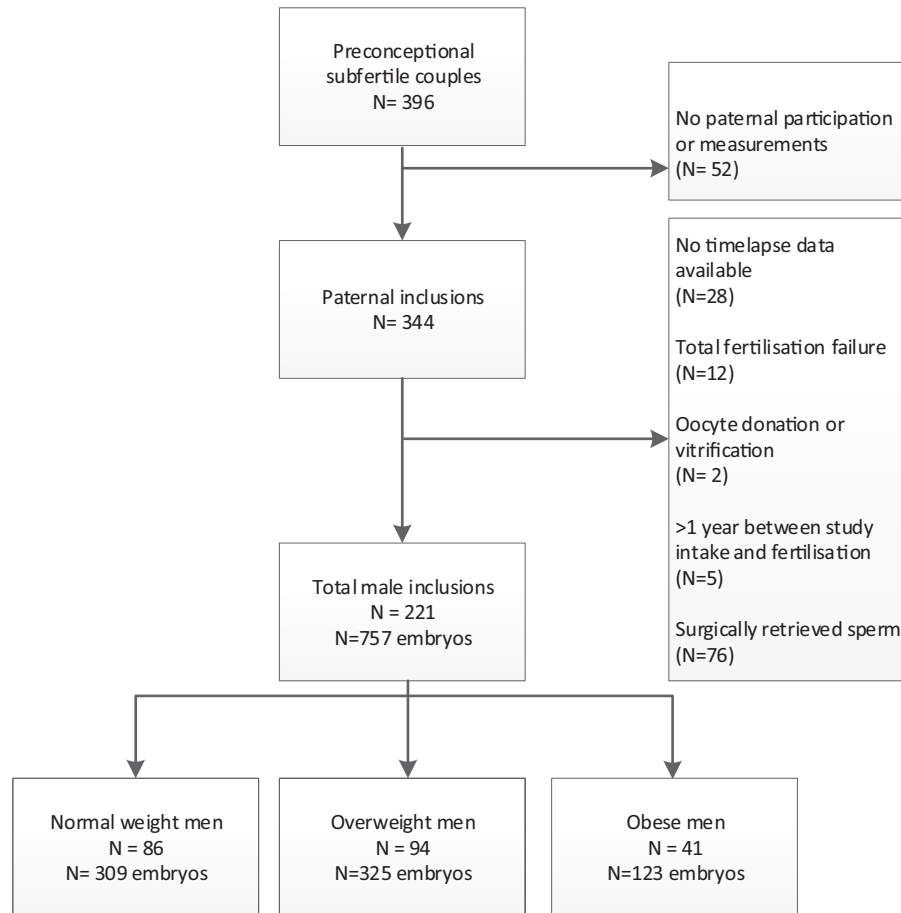 Preconceptional
subfertile couples
N= 396
No paternal participation
or measurements
(N= 52)
Paternal inclusions
N= 344
No timelapse data
available
(N=28)
Total fertilisation failure
(N=12)
Oocyte donation or
vitrification
(N= 2)
>1 year between study
intake and fertilisation
(N=5)
Surgically retrieved sperm
(N=76)
Total male inclusions
N = 221
N=757 embryos
Normal weight men
N = 86
N= 309 embryos
Overweight men
N = 94
N=325 embryos
Obese men
N = 41
N=123 embryos